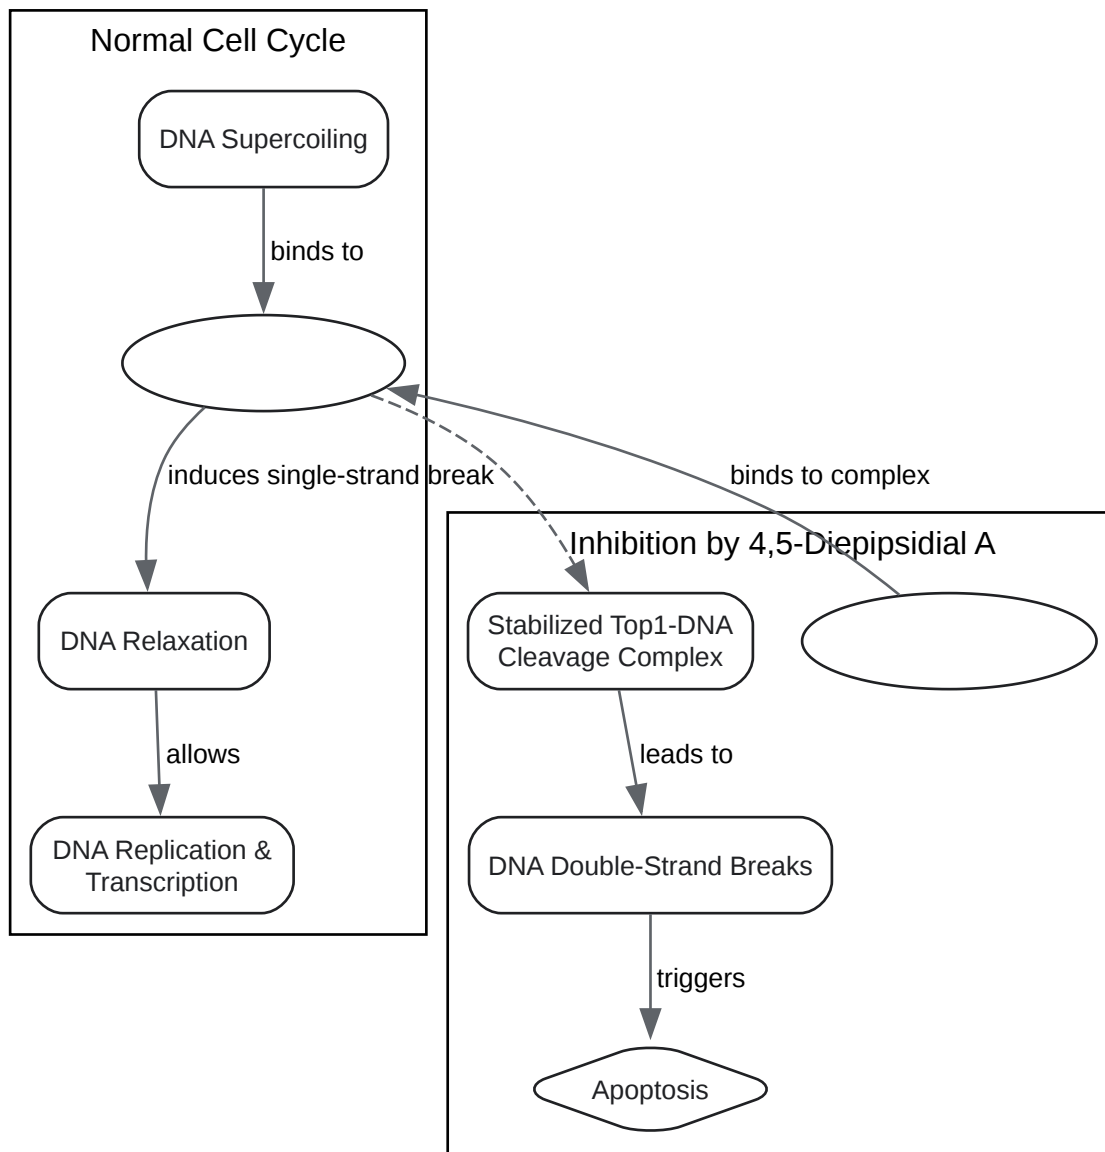 Normal Cell Cycle
DNA Supercoiling
binds to
induces single-strand break
binds to complex
Inhibition by 4,5-Diepipsidial A
DNA Relaxation
Stabilized Top1-DNA
Cleavage Complex
allows
leads to
DNA Replication &
Transcription
DNA Double-Strand Breaks
triggers
Apoptosis